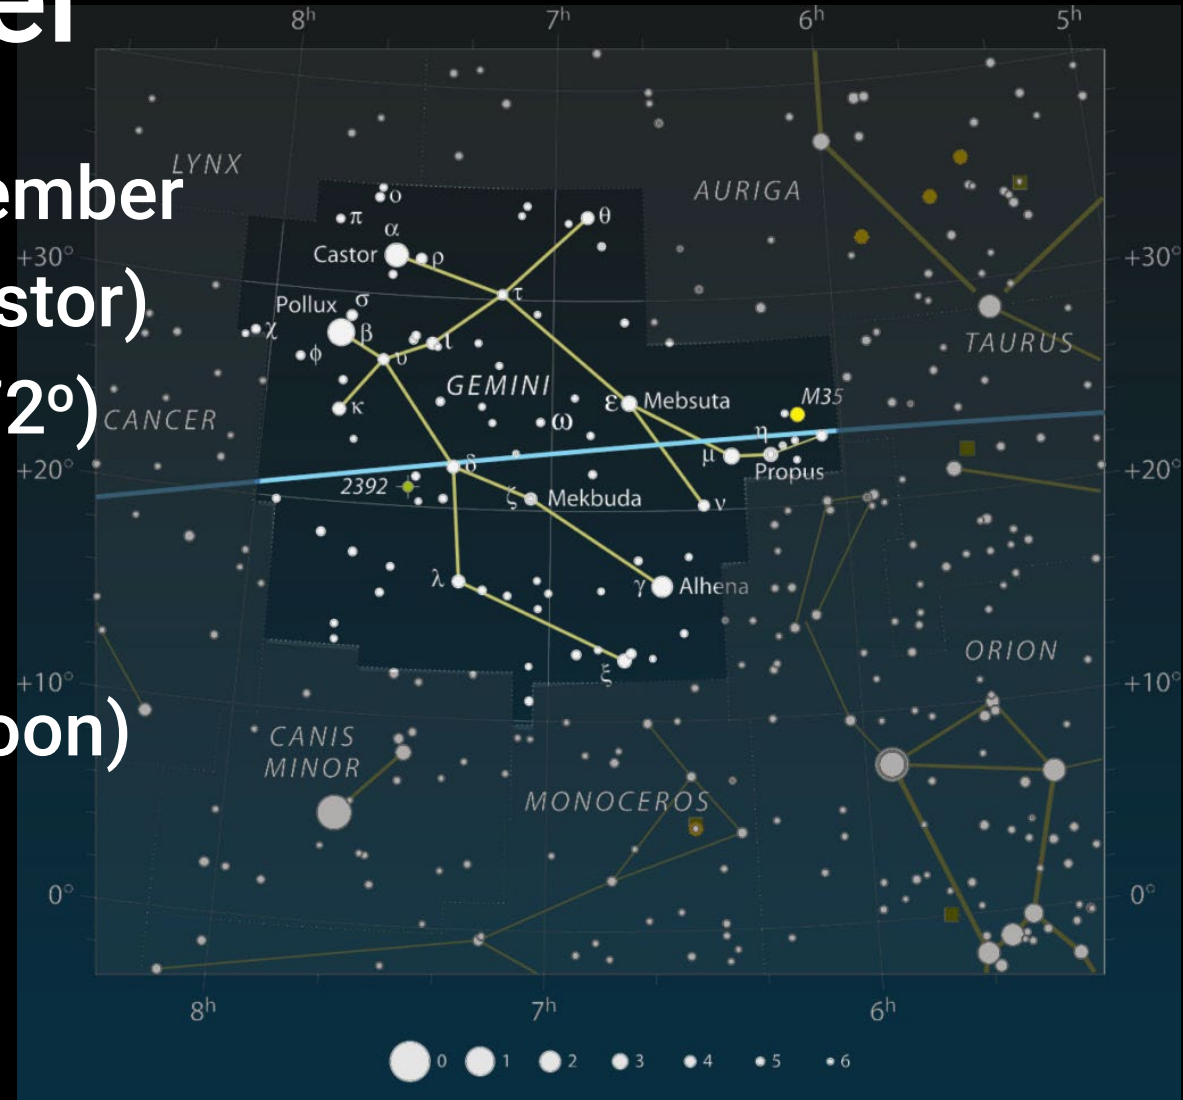 er
8h 7h 6h 5h
LYNX
AURIGA
ember
ο
π
α
θ
Castor
ρ
+30° +30°
stor)
τ
σ
Pollux
β
χ
ι
TAURUS
ϕ
υ
GEMINI
72º)
M35
κ
ε Mebsuta
CANCER
ω
η
μ
δ
Propus
+20° +20°
2392
ζ Mekbuda
ν
λ
γ Alhena
ORION
ξ
+10° +10°
oon)
CANIS
MINOR
MONOCEROS
0° 0°
8h 7h 6h
0 1 2 3 4 5 6